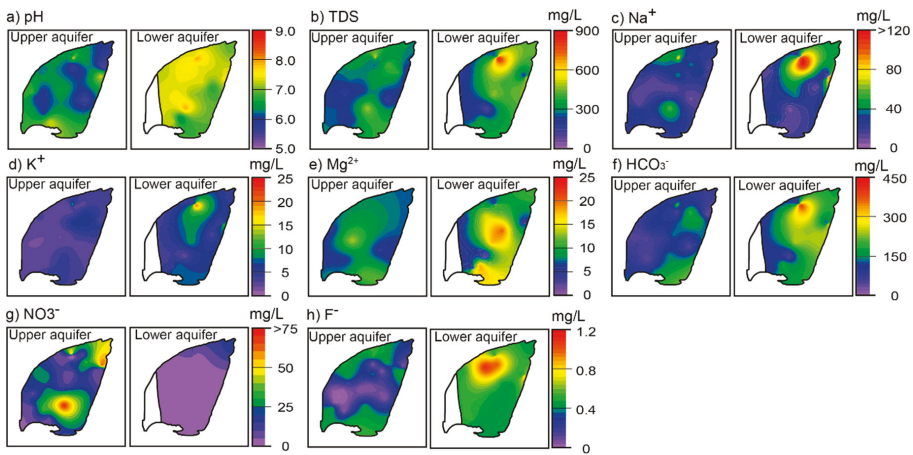 a) pH
Upper aquifer
Lower aquifer
9.0
8.0
7.0
6.0
5.0
b) TDS
mg/L
Upper aquifer
Lower aquifer
900
600
300
0
c) Na⁺
mg/L
Upper aquifer
Lower aquifer
>120
80
40
0
d) K⁺
mg/L
Upper aquifer
Lower aquifer
25
20
15
10
5
0
e) Mg²⁺
mg/L
Upper aquifer
Lower aquifer
25
20
15
10
5
0
f) HCO₃⁻
mg/L
Upper aquifer
Lower aquifer
450
300
150
0
g) NO3⁻
mg/L
Upper aquifer
Lower aquifer
>75
50
25
0
h) F⁻
mg/L
Upper aquifer
Lower aquifer
1.2
0.8
0.4
0